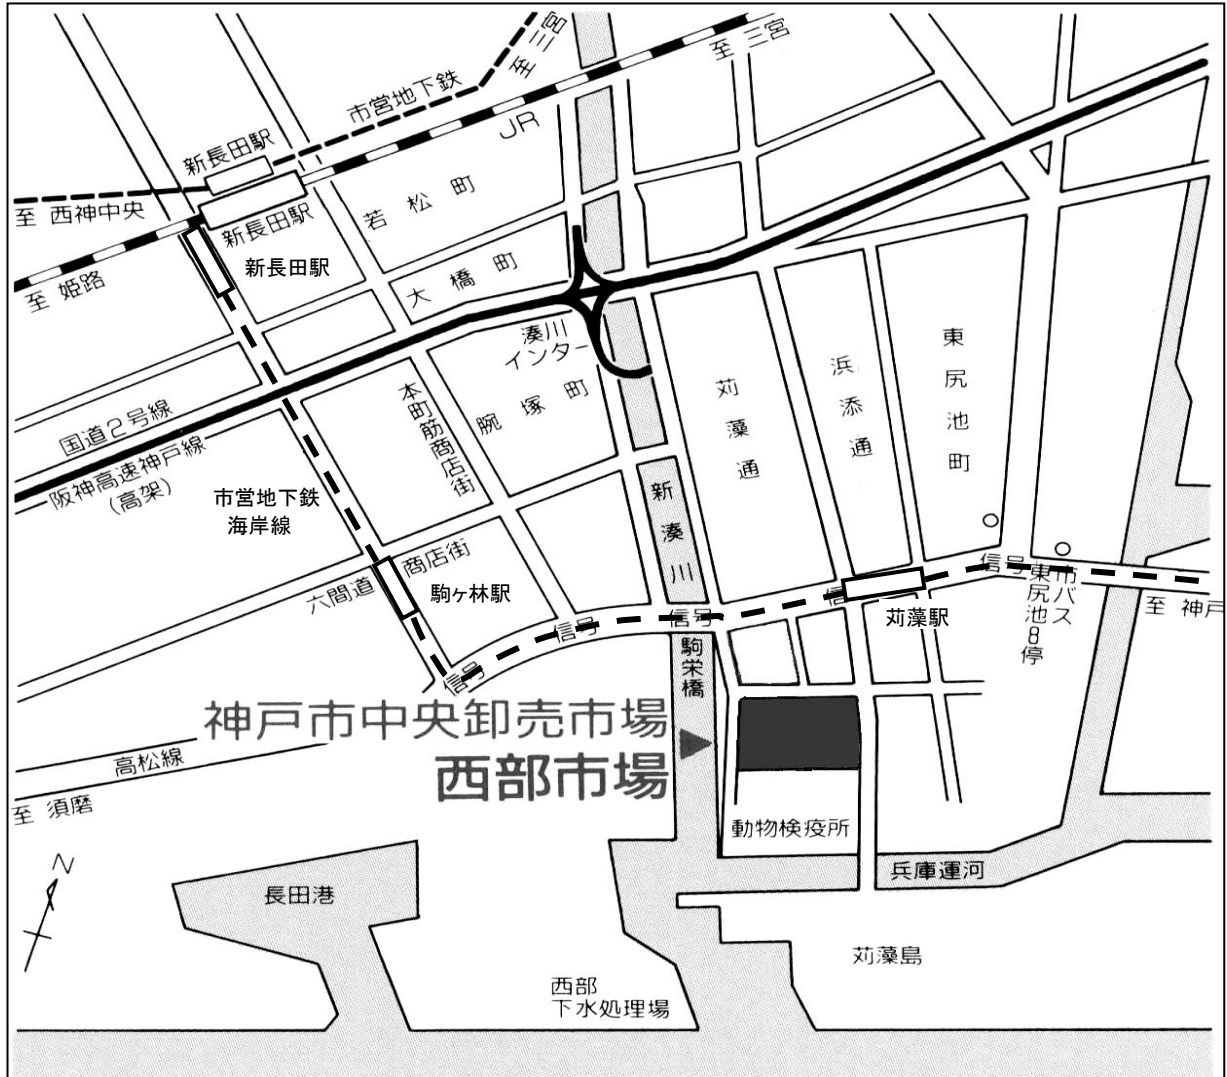 至 三宮
至 三宮
市営地下鉄
JR
新長田駅
至 西神中央
新長田駅
新長田駅
至 姫路
若松町
大橋町
湊川
インター
国道2号線
阪神高速神戸線
(高架)
腕塚町
本町筋商店街
苅藻通
浜添通
東尻池町
市営地下鉄
海岸線
新湊川
六間道
商店街
駒ヶ林駅
信号
信号
信号
信号
信号
苅藻駅
市バス
東尻池8停
至 神戸
駒栄橋
神戸市中央卸売市場
西部市場
高松線
至 須磨
動物検疫所
兵庫運河
N
長田港
苅藻島
西部
下水処理場